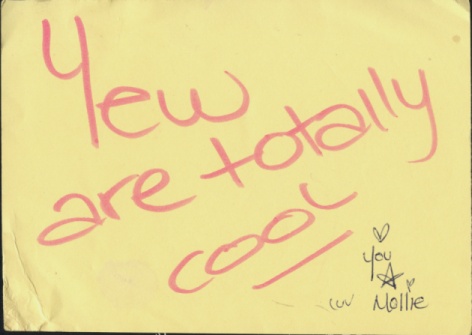 Yew
are totally
cool
You
luv Mollie